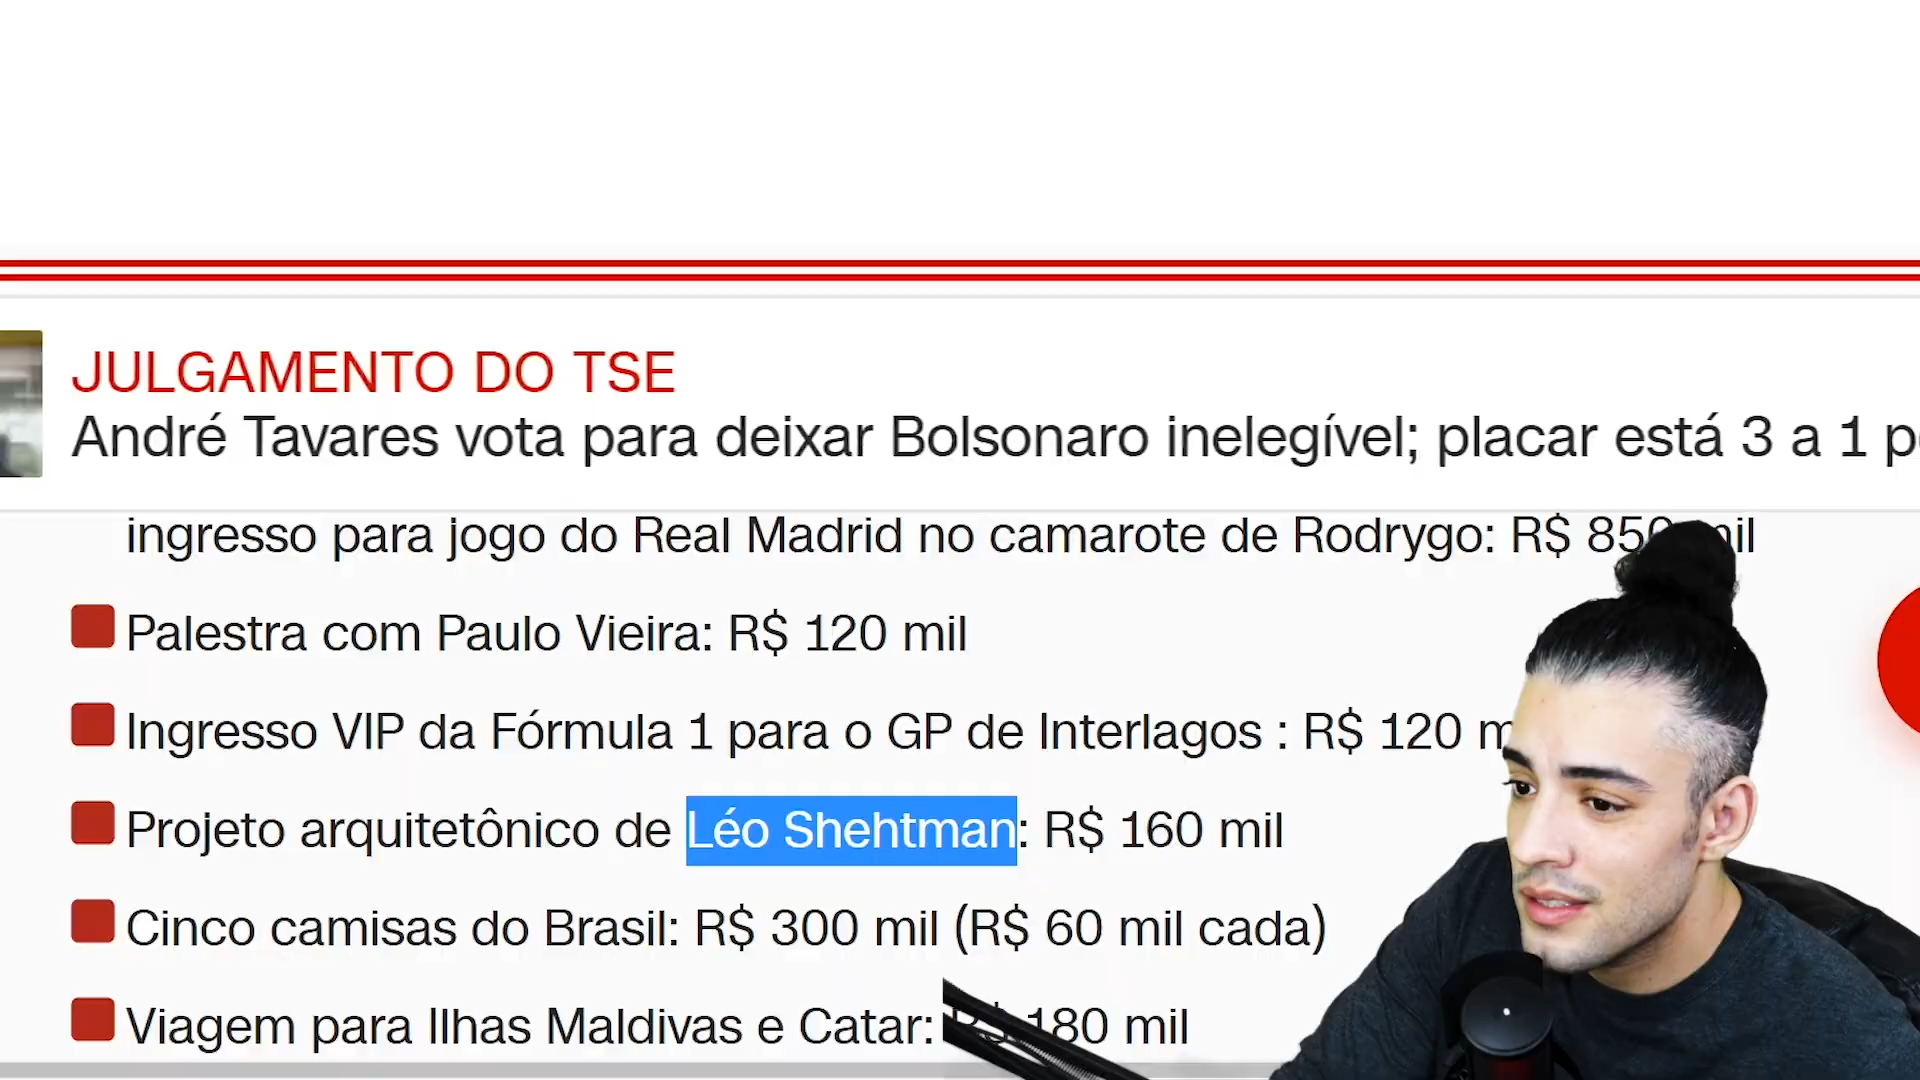 JULGAMENTO DO TSE
André Tavares vota para deixar Bolsonaro inelegível; placar está 3 a 1
ingresso para jogo do Real Madrid no camarote de Rodrygo: R$ 850 mil
Palestra com Paulo Vieira: R$ 120 mil
Ingresso VIP da Fórmula 1 para o GP de Interlagos : R$ 120
Projeto arquitetônico de Léo Shehtman: R$ 160 mil
Cinco camisas do Brasil: R$ 300 mil (R$ 60 mil cada)
Viagem para Ilhas Maldivas e Catar: R$ 180 mil